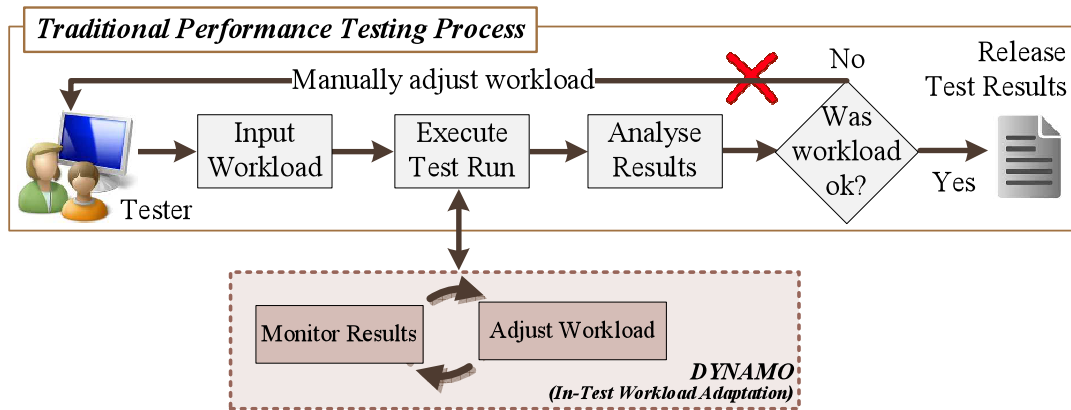 Traditional Performance Testing Process
No
Release
Test Results
Manually adjust workload
Input
Workload
Execute
Test Run
Analyse
Results
Was
workload
ok?
Yes
Tester
Monitor Results
Adjust Workload
DYNAMO
(In-Test Workload Adaptation)